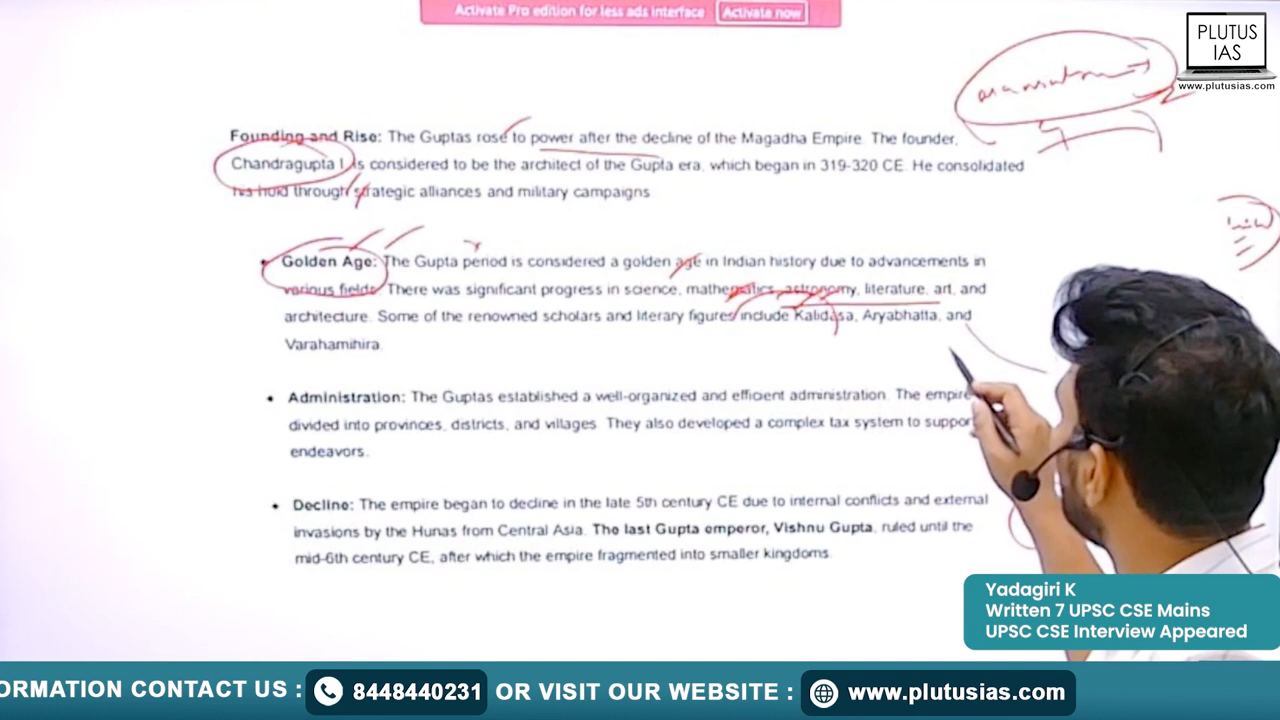 Activate Pro edition for less ads interface Activate now
PLUTUS
IAS
www.plutusias.com
Founding and Rise: The Guptas rose to power after the decline of the Magadha Empire. The founder,
Chandragupta I, is considered to be the architect of the Gupta era, which began in 319-320 CE. He consolidated
his hold through strategic alliances and military campaigns
• Golden Age: The Gupta period is considered a golden age in Indian history due to advancements in
various fields. There was significant progress in science, mathematics, astronomy, literature, art, and
architecture. Some of the renowned scholars and literary figures include Kalidasa, Aryabhatta, and
Varahamihira.
• Administration: The Guptas established a well-organized and efficient administration. The empire
divided into provinces, districts, and villages. They also developed a complex tax system to suppor
endeavors.
• Decline: The empire began to decline in the late 5th century CE due to internal conflicts and external
invasions by the Hunas from Central Asia. The last Gupta emperor, Vishnu Gupta, ruled until the
mid-6th century CE, after which the empire fragmented into smaller kingdoms.
Yadagiri K
Written 7 UPSC CSE Mains
UPSC CSE Interview Appeared
ORMATION CONTACT US : 8448440231 OR VISIT OUR WEBSITE : www.plutusias.com